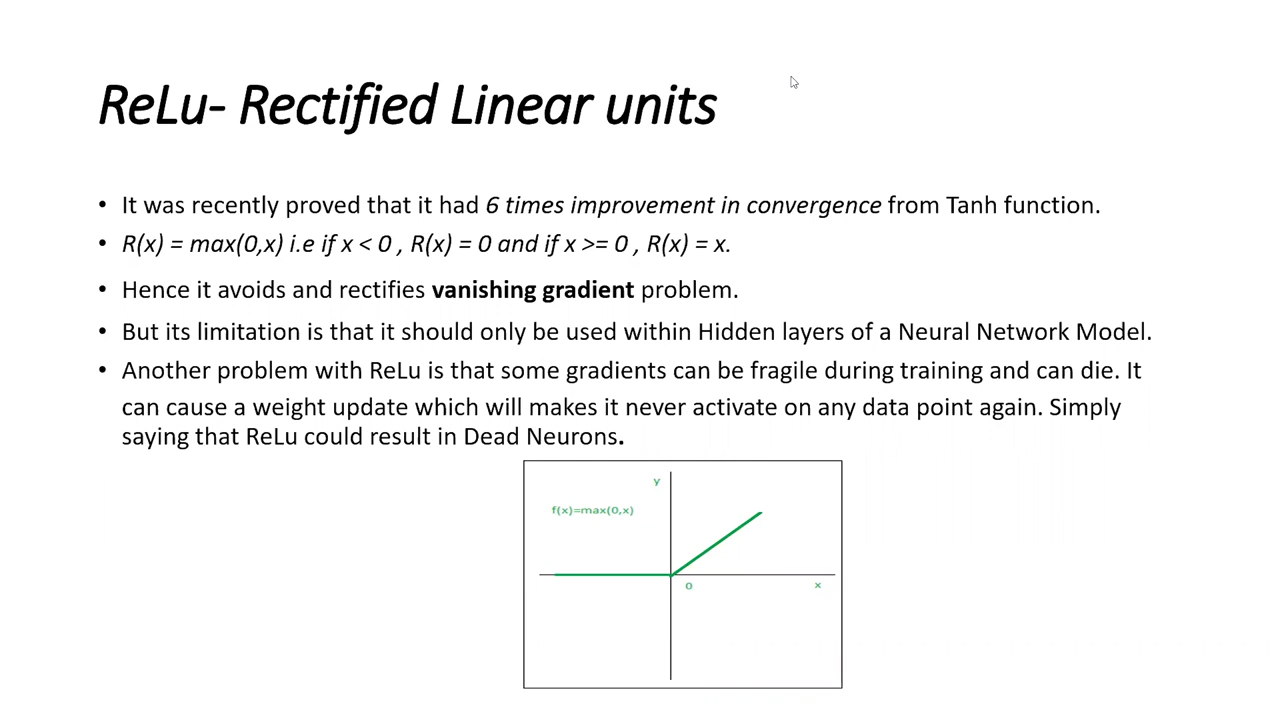 ReLu- Rectified Linear units
• It was recently proved that it had 6 times improvement in convergence from Tanh function.
• R(x) = max(0,x) i.e if x < 0 , R(x) = 0 and if x >= 0 , R(x) = x.
• Hence it avoids and rectifies vanishing gradient problem.
• But its limitation is that it should only be used within Hidden layers of a Neural Network Model.
• Another problem with ReLu is that some gradients can be fragile during training and can die. It
can cause a weight update which will makes it never activate on any data point again. Simply
saying that ReLu could result in Dead Neurons.
y
f(x)=max(0,x)
0
x